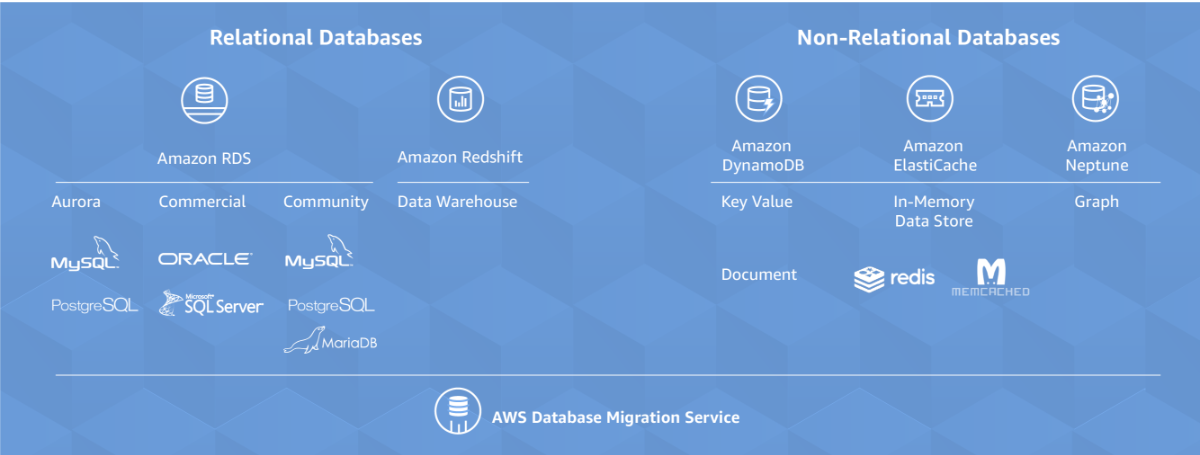 Relational Databases
Non-Relational Databases
Amazon RDS
Amazon Redshift
Amazon
DynamoDB
Amazon
ElastiCache
Amazon
Neptune
Aurora
Commercial
Community
Data Warehouse
Key Value
In-Memory
Data Store
Graph
MySQL
ORACLE
MySQL
Document
redis
MEMCACHED
PostgreSQL
Microsoft
SQL Server
PostgreSQL
MariaDB
AWS Database Migration Service